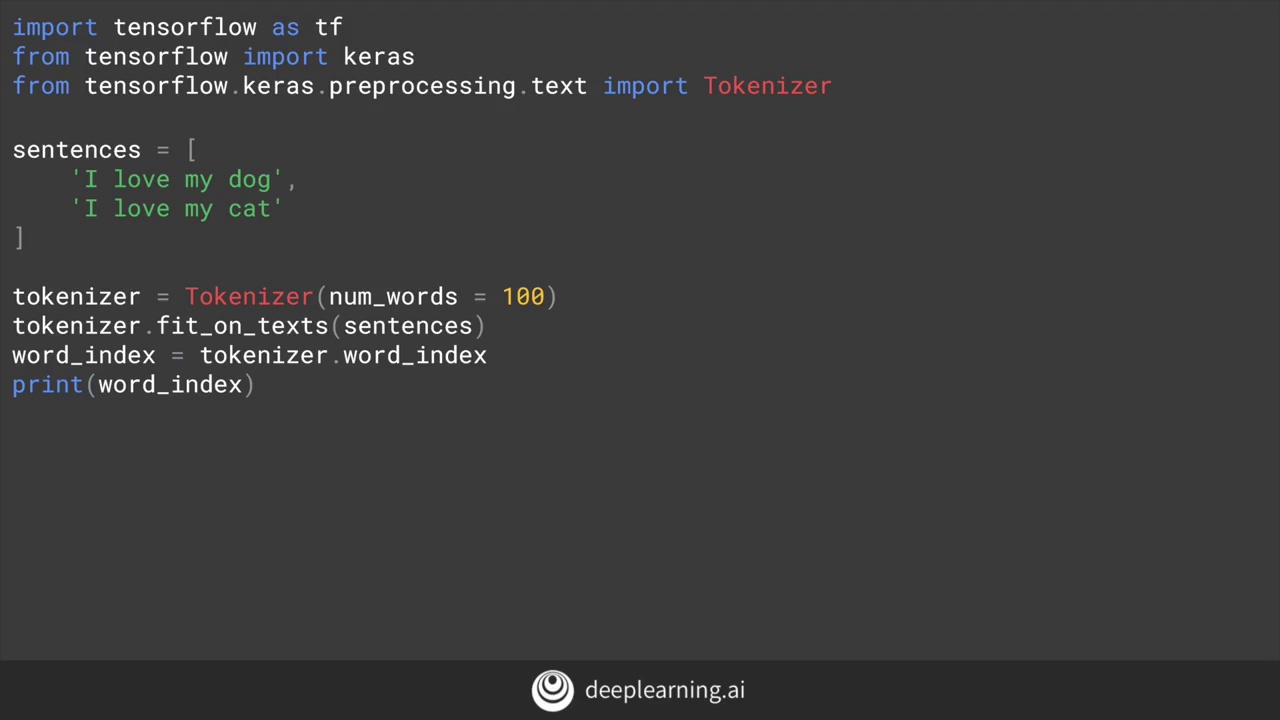 import tensorflow as tf
from tensorflow import keras
from tensorflow.keras.preprocessing.text import Tokenizer
sentences = [
    'I love my dog',
    'I love my cat'
]
tokenizer = Tokenizer(num_words = 100)
tokenizer.fit_on_texts(sentences)
word_index = tokenizer.word_index
print(word_index)
deeplearning.ai